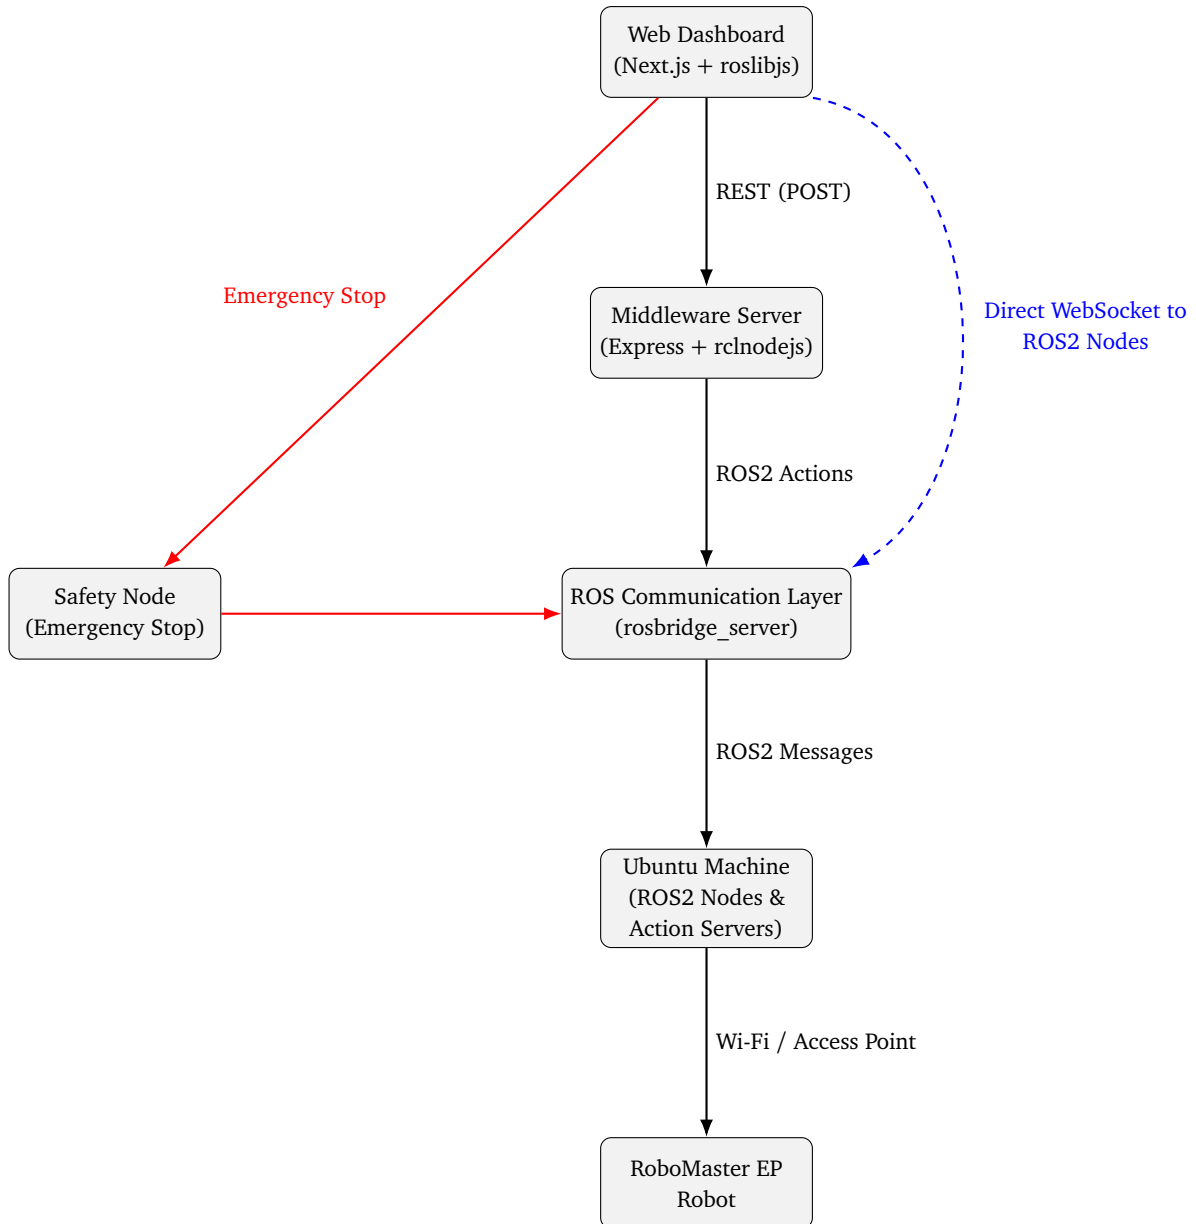 Web Dashboard
(Next.js + roslibjs)
REST (POST)
Emergency Stop
Middleware Server
(Express + rclnodejs)
Direct WebSocket to
ROS2 Nodes
ROS2 Actions
Safety Node
(Emergency Stop)
ROS Communication Layer
(rosbridge_server)
ROS2 Messages
Ubuntu Machine
(ROS2 Nodes &
Action Servers)
Wi-Fi / Access Point
RoboMaster EP
Robot